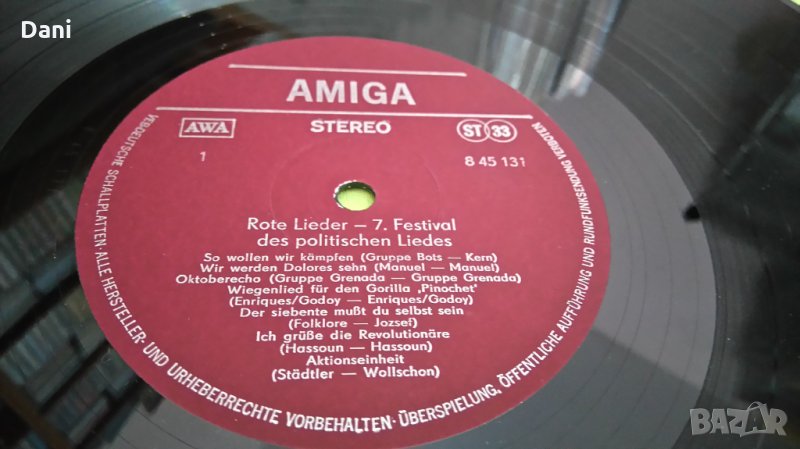 Dani
AMIGA
AWA
STEREO
ST 33
1
8 45 131
Rote Lieder – 7. Festival
des politischen Liedes
So wollen wir kämpfen (Gruppe Bots — Kern)
Wir werden Dolores sehn (Manuel — Manuel)
Oktoberecho (Gruppe Grenada — Gruppe Grenada)
Wiegenlied für den Gorilla ‚Pinochet'
(Enriques/Godoy — Enriques/Godoy)
Der siebente mußt du selbst sein
(Folklore — Jozsef)
Ich grüße die Revolutionäre
(Hassoun — Hassoun)
Aktionseinheit
(Städtler — Wollschon)
VEB DEUTSCHE SCHALLPLATTEN · ALLE HERSTELLER- UND URHEBERRECHTE VORBEHALTEN · ÜBERSPIELUNG, ÖFFENTLICHE AUFFÜHRUNG UND RUNDFUNKSENDUNG VERBOTEN
BAZAR